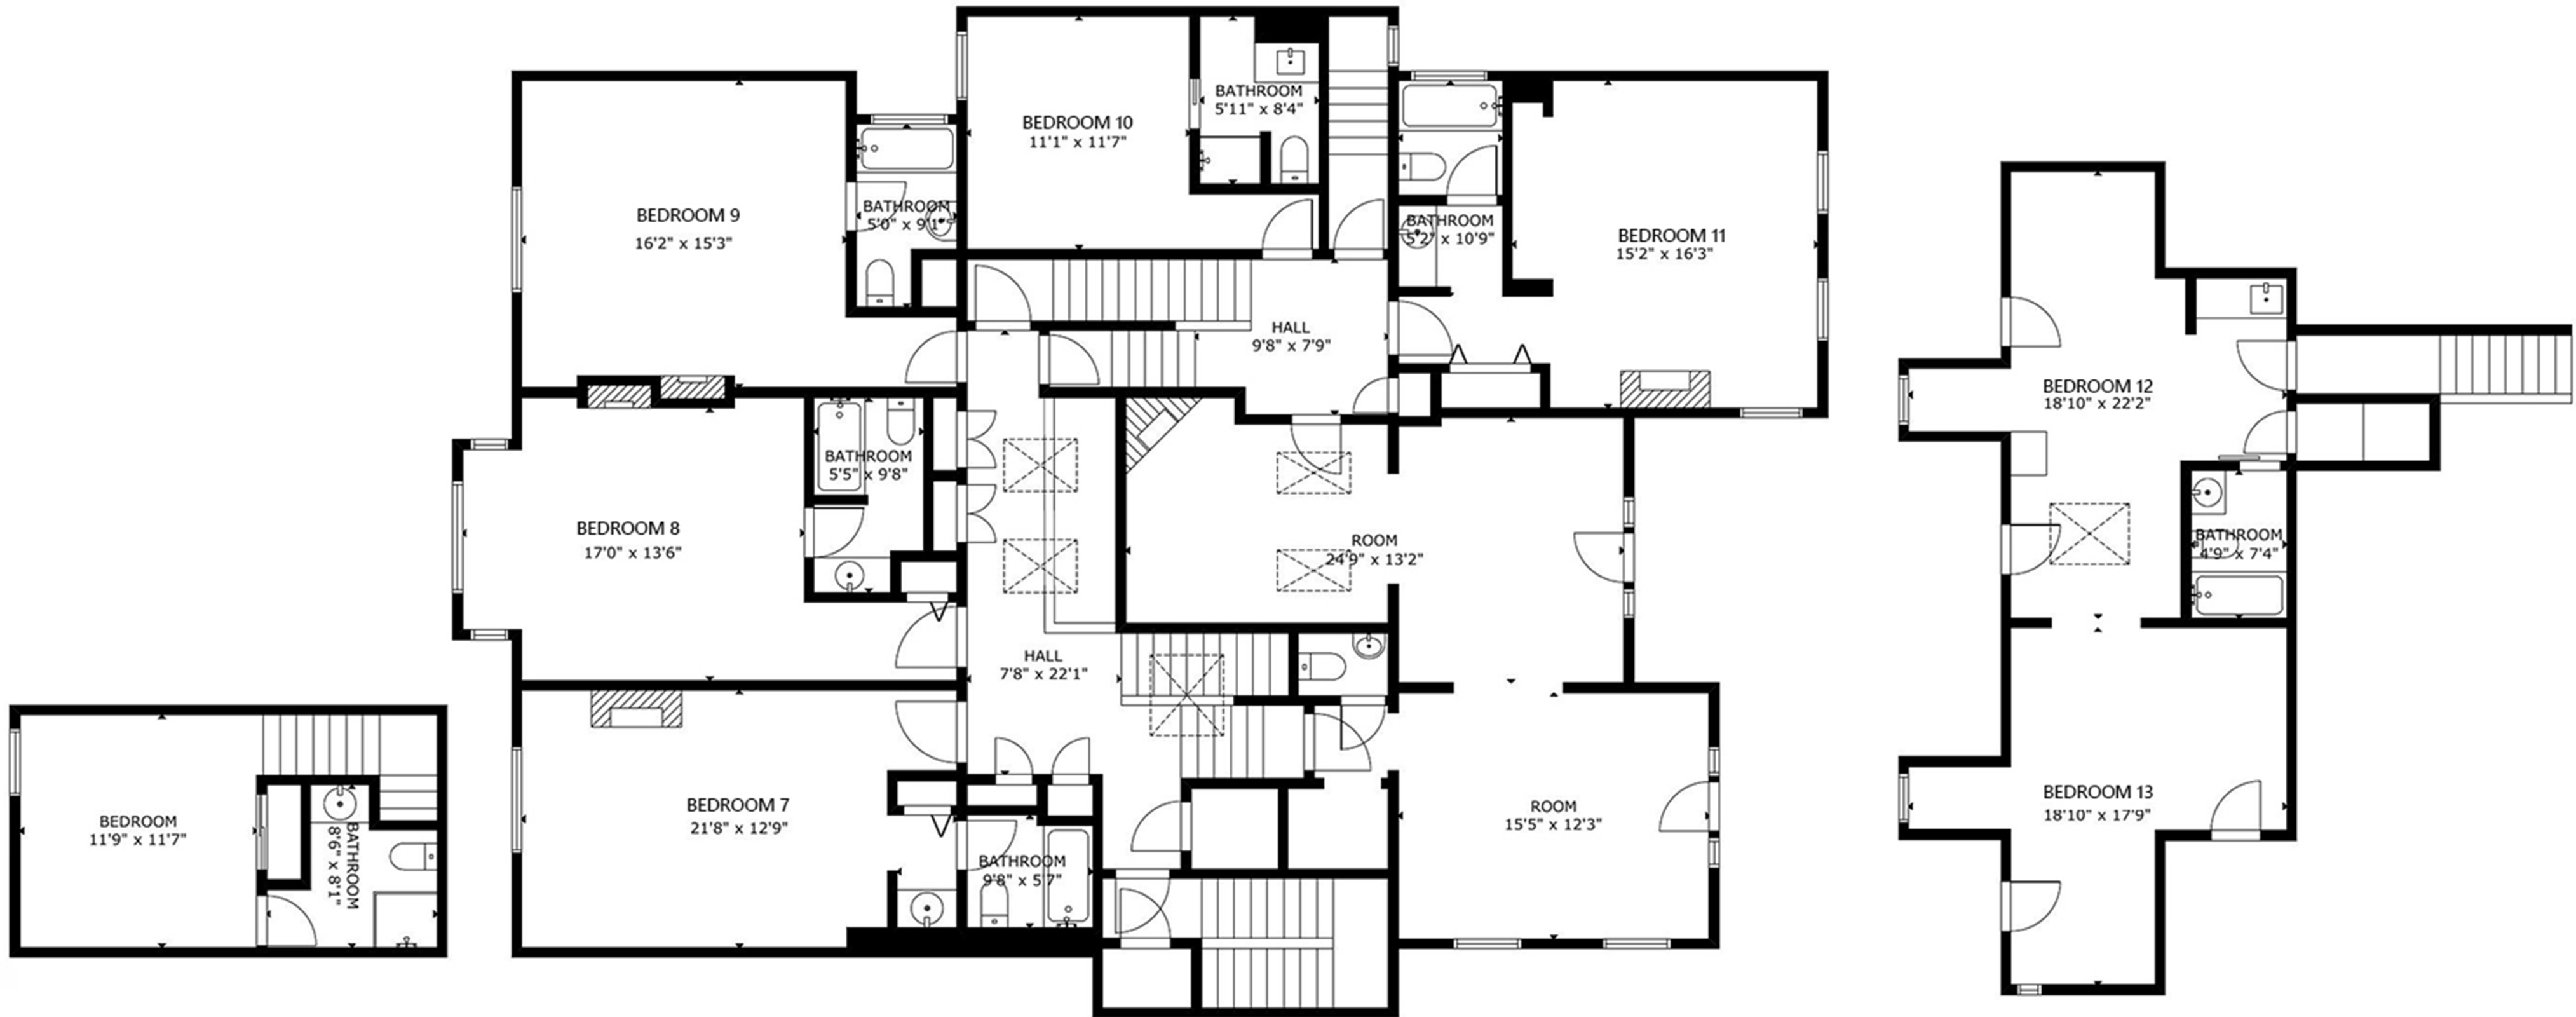 BEDROOM
11'9" x 11'7"
BATHROOM
8'6" x 8'1"
BEDROOM 9
16'2" x 15'3"
BATHROOM
5'0" x 9'1"
BEDROOM 10
11'1" x 11'7"
BATHROOM
5'11" x 8'4"
BATHROOM
5'2" x 10'9"
BEDROOM 11
15'2" x 16'3"
HALL
9'8" x 7'9"
BEDROOM 8
17'0" x 13'6"
BATHROOM
5'5" x 9'8"
ROOM
24'9" x 13'2"
HALL
7'8" x 22'1"
BEDROOM 7
21'8" x 12'9"
BATHROOM
9'8" x 5'7"
ROOM
15'5" x 12'3"
BEDROOM 12
18'10" x 22'2"
BATHROOM
4'9" x 7'4"
BEDROOM 13
18'10" x 17'9"